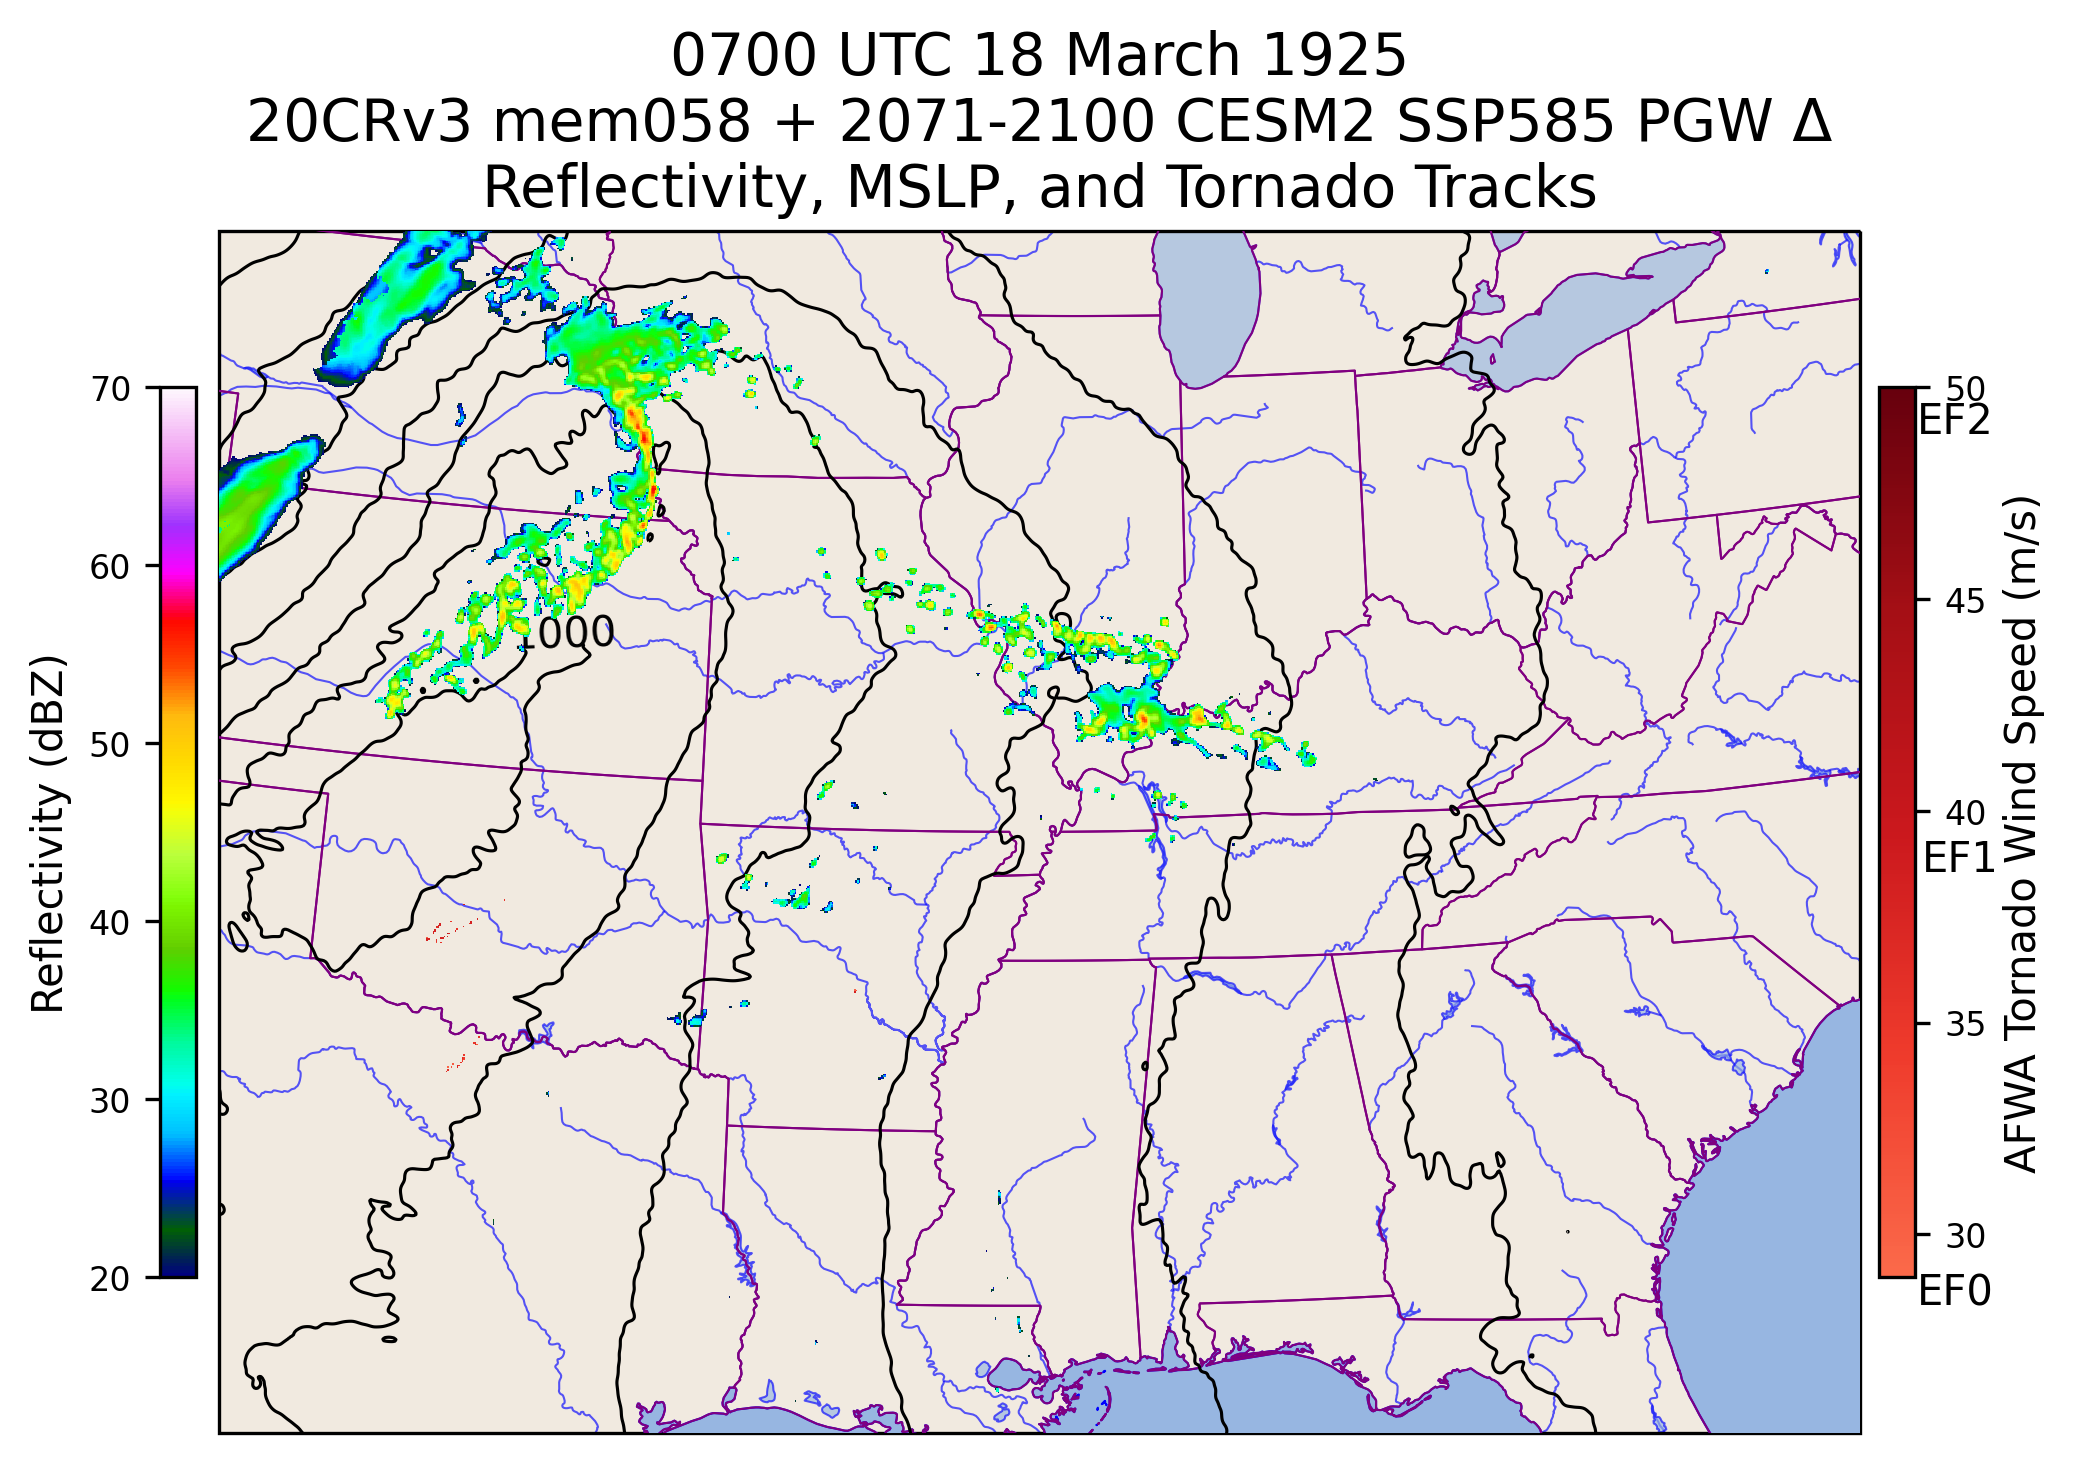 0700 UTC 18 March 1925
20CRv3 mem058 + 2071-2100 CESM2 SSP585 PGW Δ
Reflectivity, MSLP, and Tornado Tracks
Reflectivity (dBZ)
70
60
50
40
30
20
1000
50
EF2
45
40
EF1
35
30
EF0
AFWA Tornado Wind Speed (m/s)